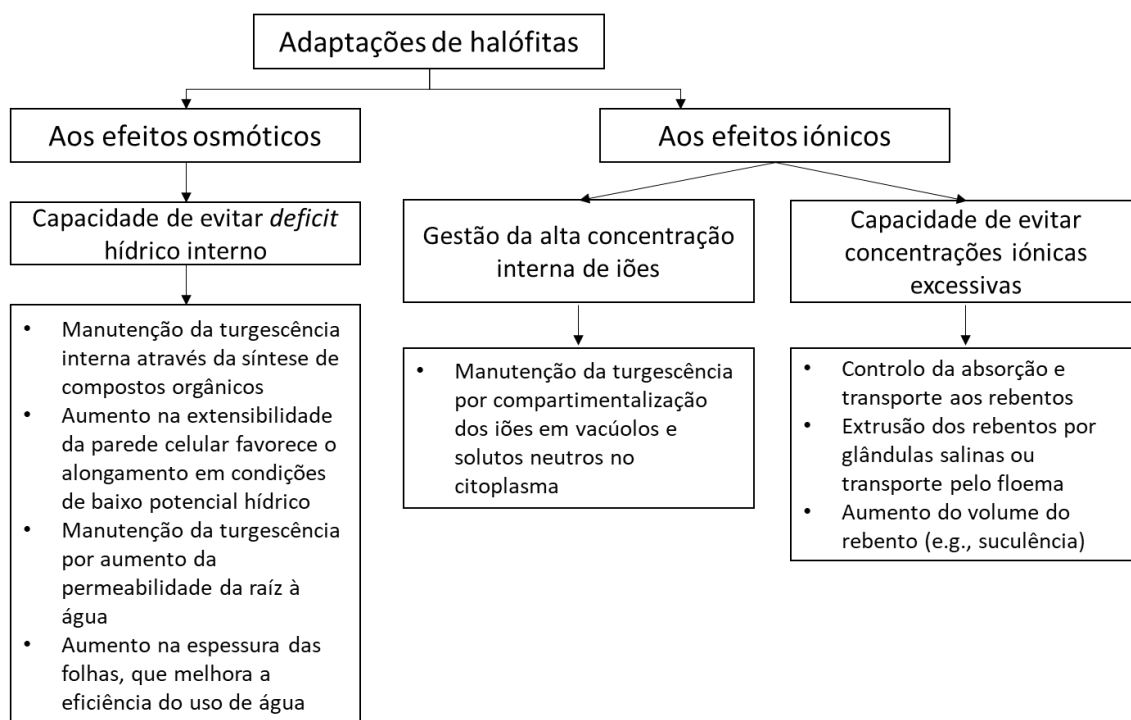 Adaptações de halófitas
Aos efeitos osmóticos
Aos efeitos iónicos
Capacidade de evitar deficit
hídrico interno
Gestão da alta concentração
interna de iões
Capacidade de evitar
concentrações iónicas
excessivas
• Manutenção da turgescência
interna através da síntese de
compostos orgânicos
• Aumento na extensibilidade
da parede celular favorece o
alongamento em condições
de baixo potencial hídrico
• Manutenção da turgescência
por aumento da
permeabilidade da raíz à
água
• Aumento na espessura das
folhas, que melhora a
eficiência do uso de água
• Manutenção da turgescência
por compartimentalização
dos iões em vacúolos e
solutos neutros no
citoplasma
• Controlo da absorção e
transporte aos rebentos
• Extrusão dos rebentos por
glândulas salinas ou
transporte pelo floema
• Aumento do volume do
rebento (e.g., suculência)